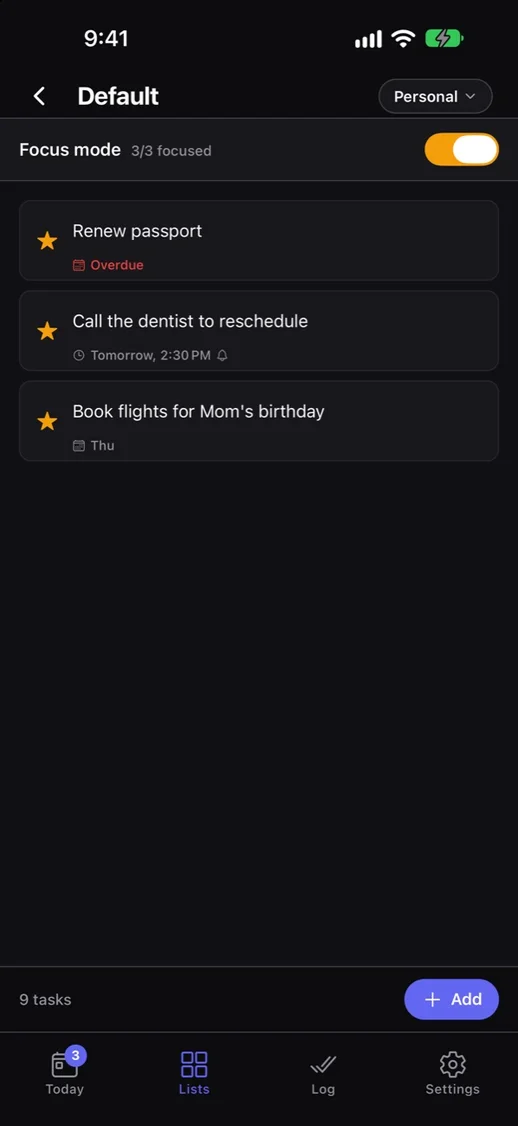 9:41
Default
Personal
Focus mode 3/3 focused
Renew passport
Overdue
Call the dentist to reschedule
Tomorrow, 2:30 PM
Book flights for Mom's birthday
Thu
9 tasks
+ Add
3
Today
Lists
Log
Settings